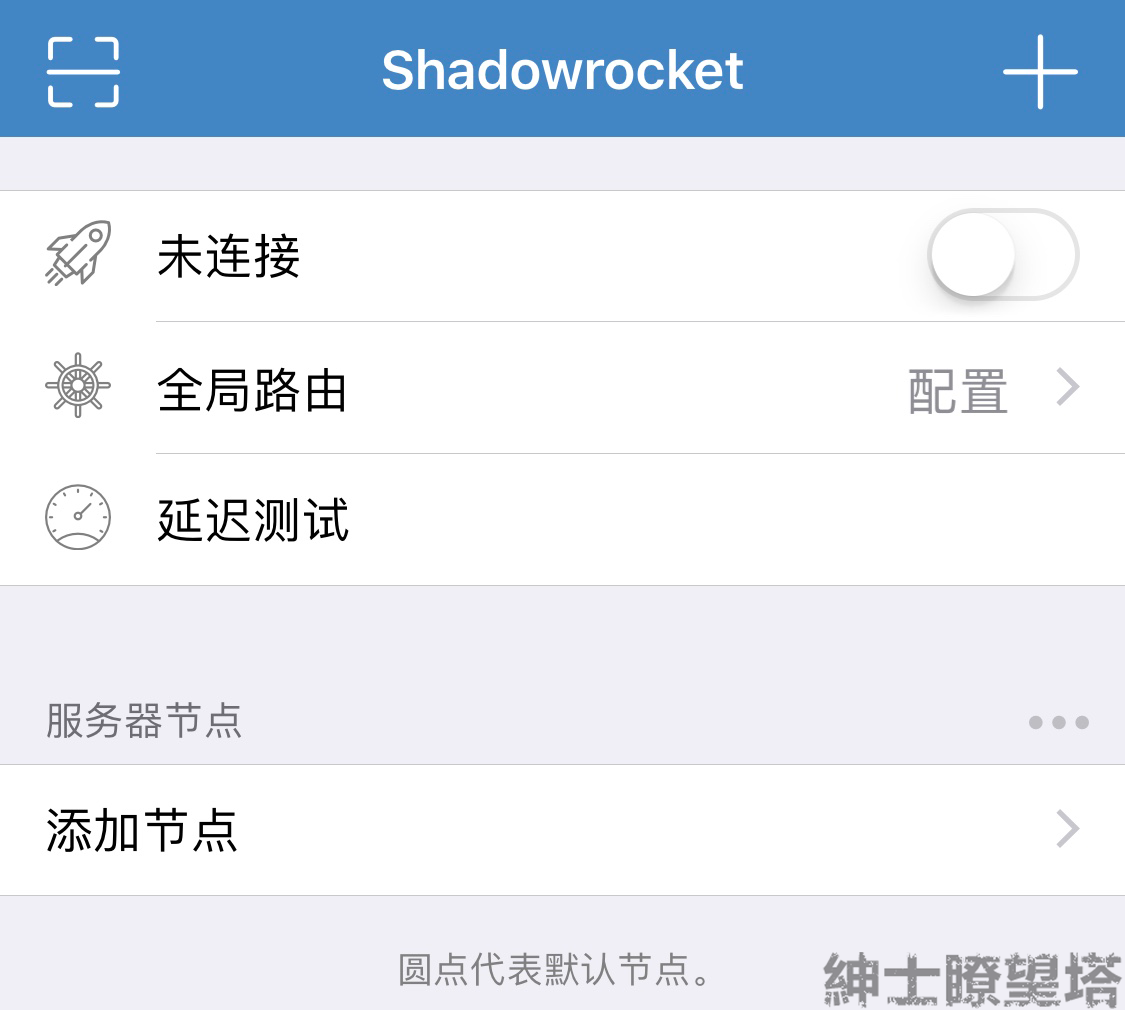 Shadowrocket
未连接
全局路由 配置
延迟测试
服务器节点
添加节点
圆点代表默认节点。
紳士瞭望塔